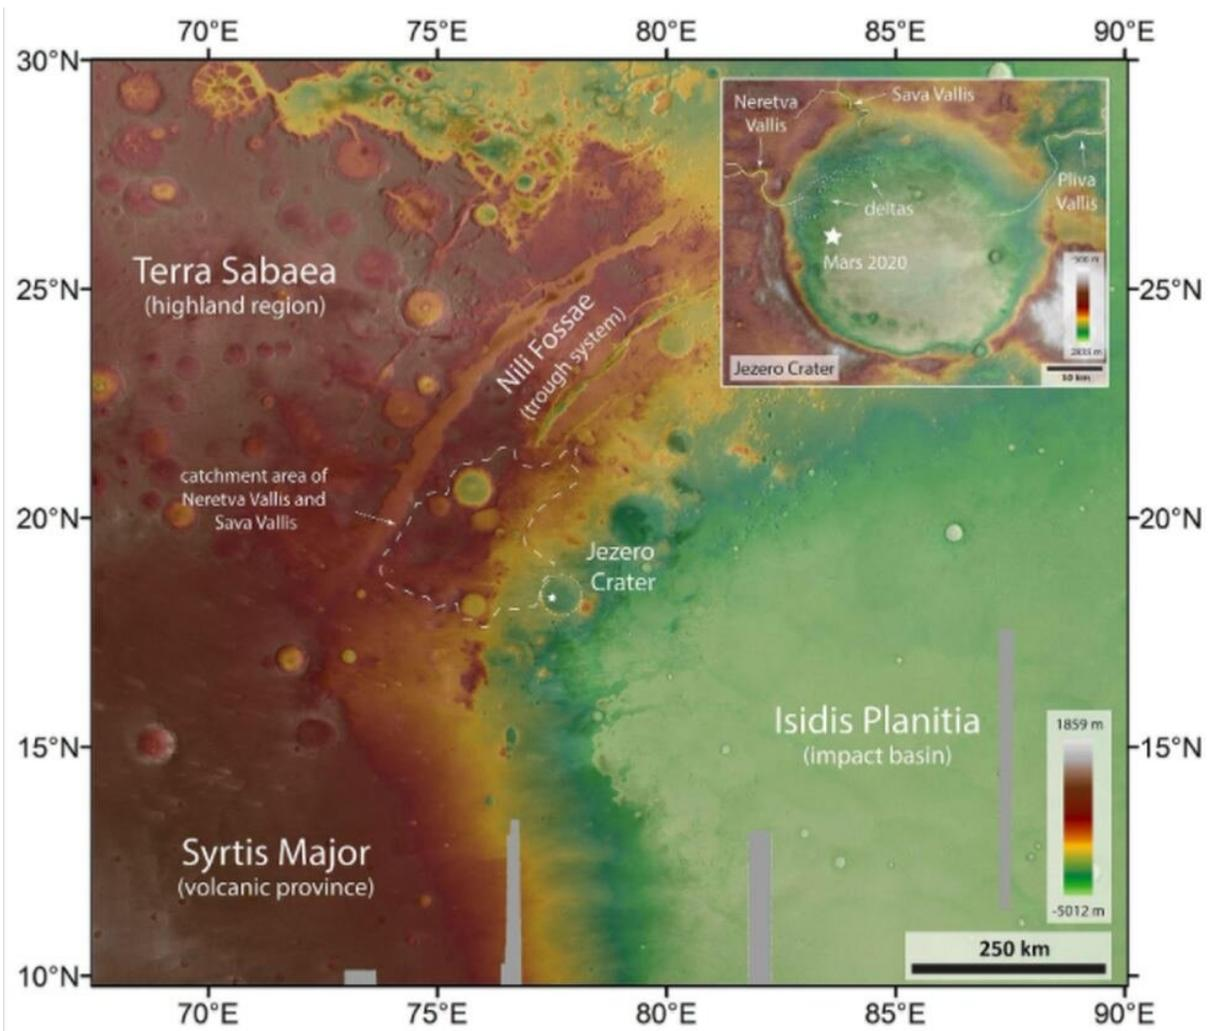 70°E 75°E 80°E 85°E 90°E
30°N
Neretva
Vallis
Sava Vallis
Pliva
Vallis
deltas
Mars 2020
Jezero Crater
10 km
Terra Sabaea
(highland region)
25°N 25°N
Nili Fossae
(trough system)
catchment area of
Neretva Vallis and
Sava Vallis
20°N 20°N
Jezero
Crater
Isidis Planitia
(impact basin)
15°N 15°N
1859 m
-5012 m
Syrtis Major
(volcanic province)
250 km
10°N
70°E 75°E 80°E 85°E 90°E